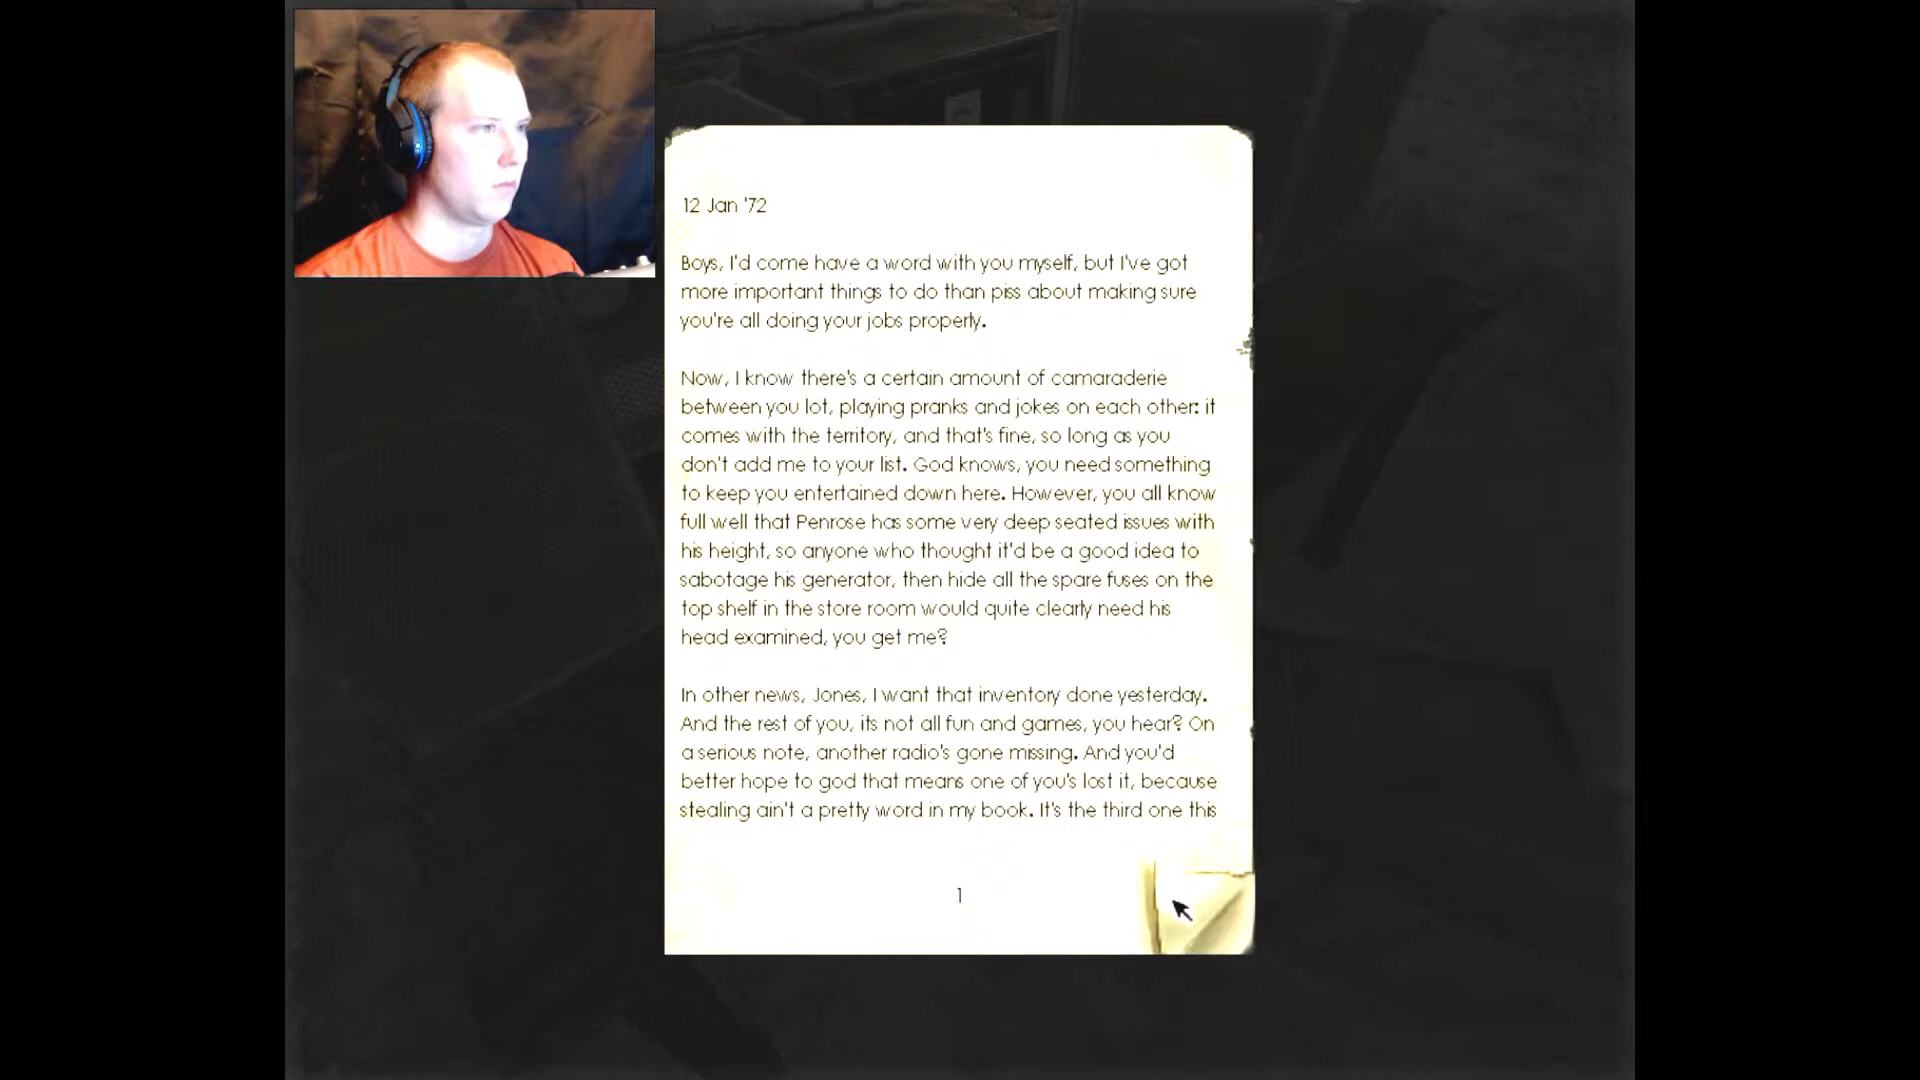 12 Jan '72
Boys, I'd come have a word with you myself, but I've got
more important things to do than piss about making sure
you're all doing your jobs properly.
Now, I know there's a certain amount of camaraderie
between you lot, playing pranks and jokes on each other: it
comes with the territory, and that's fine, so long as you
don't add me to your list. God knows, you need something
to keep you entertained down here. However, you all know
full well that Penrose has some very deep seated issues with
his height, so anyone who thought it'd be a good idea to
sabotage his generator, then hide all the spare fuses on the
top shelf in the store room would quite clearly need his
head examined, you get me?
In other news, Jones, I want that inventory done yesterday.
And the rest of you, its not all fun and games, you hear? On
a serious note, another radio's gone missing. And you'd
better hope to god that means one of you's lost it, because
stealing ain't a pretty word in my book. It's the third one this
1